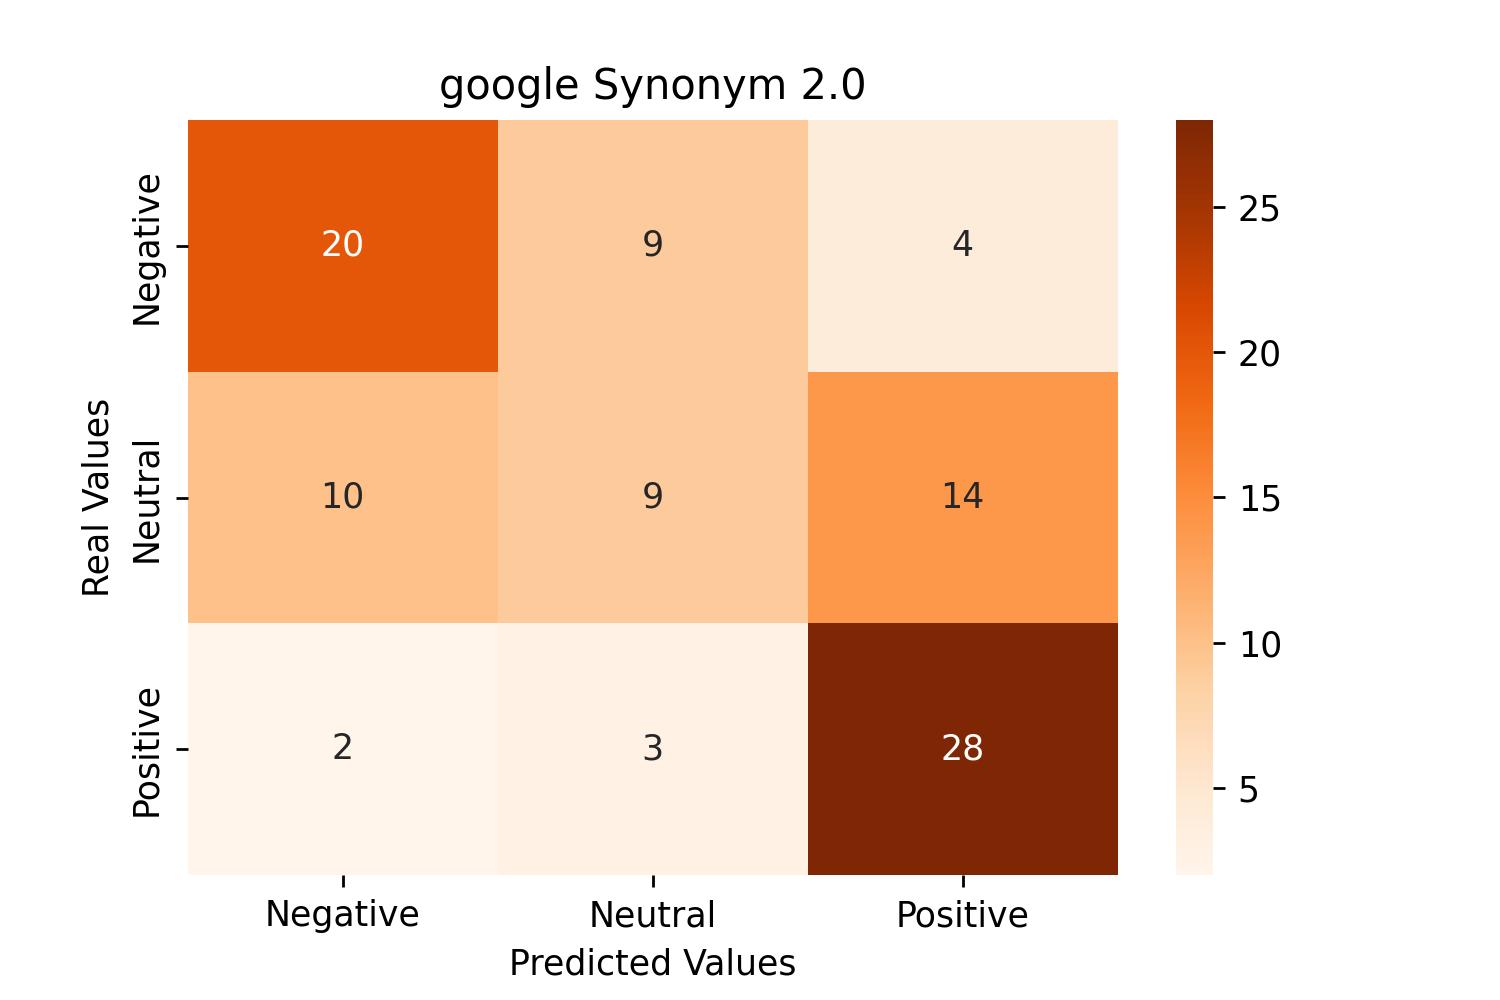 google Synonym 2.0
Real Values
Negative
20 9 4
Neutral
10 9 14
Positive
2 3 28
Negative Neutral Positive
Predicted Values
25
20
15
10
5